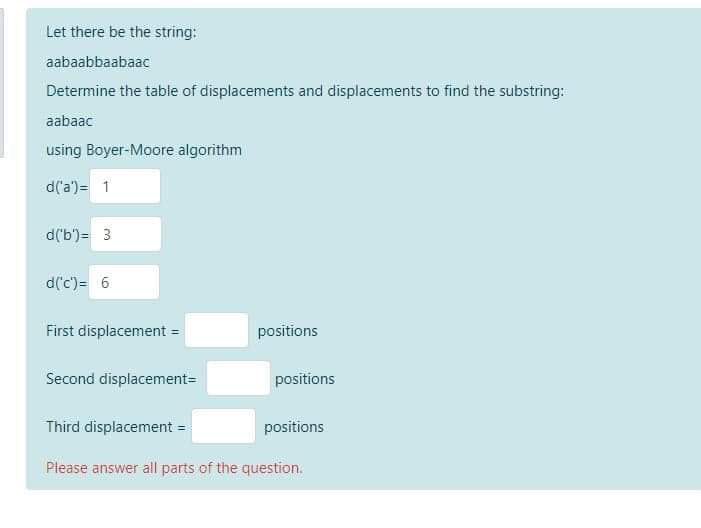 Let there be the string:
aabaabbaabaac
Determine the table of displacements and displacements to find the substring:
aabaac
using Boyer-Moore algorithm
d('a')= 1
d('b')= 3
d('c')= 6
First displacement = positions
Second displacement= positions
Third displacement = positions
Please answer all parts of the question.